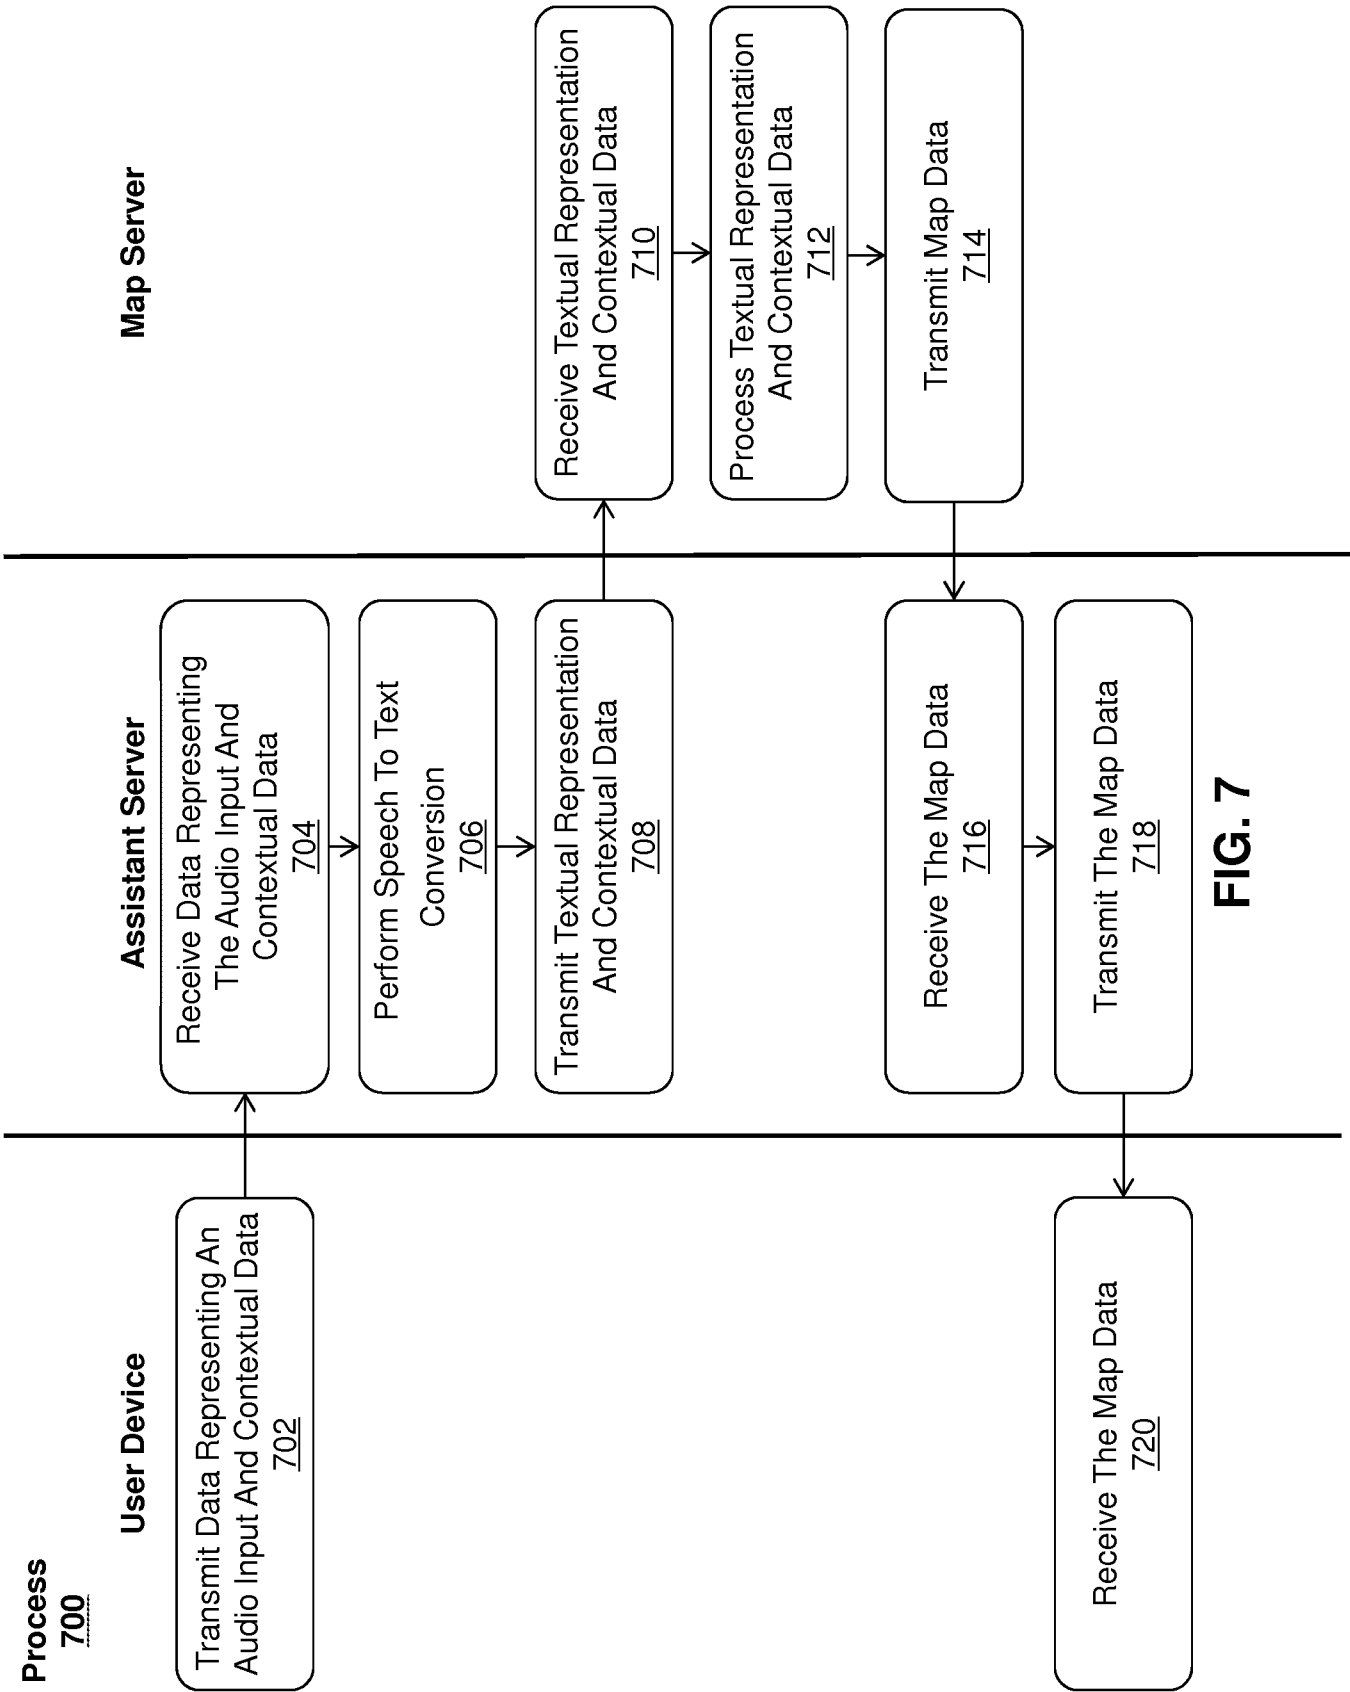 Process
700
User Device
Assistant Server
Map Server
Transmit Data Representing An
Audio Input And Contextual Data
702
Receive Data Representing
The Audio Input And
Contextual Data
704
Perform Speech To Text
Conversion
706
Transmit Textual Representation
And Contextual Data
708
Receive Textual Representation
And Contextual Data
710
Process Textual Representation
And Contextual Data
712
Transmit Map Data
714
Receive The Map Data
716
Transmit The Map Data
718
Receive The Map Data
720
FIG. 7